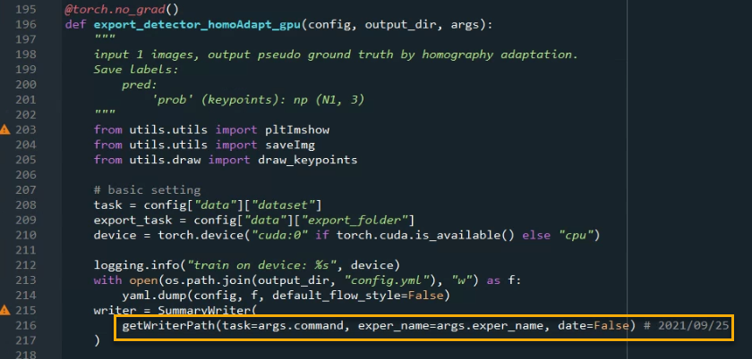 195 @torch.no_grad()
196 def export_detector_homoAdapt_gpu(config, output_dir, args):
197     """
198     input 1 images, output pseudo ground truth by homography adaptation.
199     Save labels:
200         pred:
201             'prob' (keypoints): np (N1, 3)
202     """
203     from utils.utils import pltImshow
204     from utils.utils import saveImg
205     from utils.draw import draw_keypoints
206
207     # basic setting
208     task = config["data"]["dataset"]
209     export_task = config["data"]["export_folder"]
210     device = torch.device("cuda:0" if torch.cuda.is_available() else "cpu")
211
212     logging.info("train on device: %s", device)
213     with open(os.path.join(output_dir, "config.yml"), "w") as f:
214         yaml.dump(config, f, default_flow_style=False)
215     writer = SummaryWriter(
216         getWriterPath(task=args.command, exper_name=args.exper_name, date=False) # 2021/09/25
217     )
218